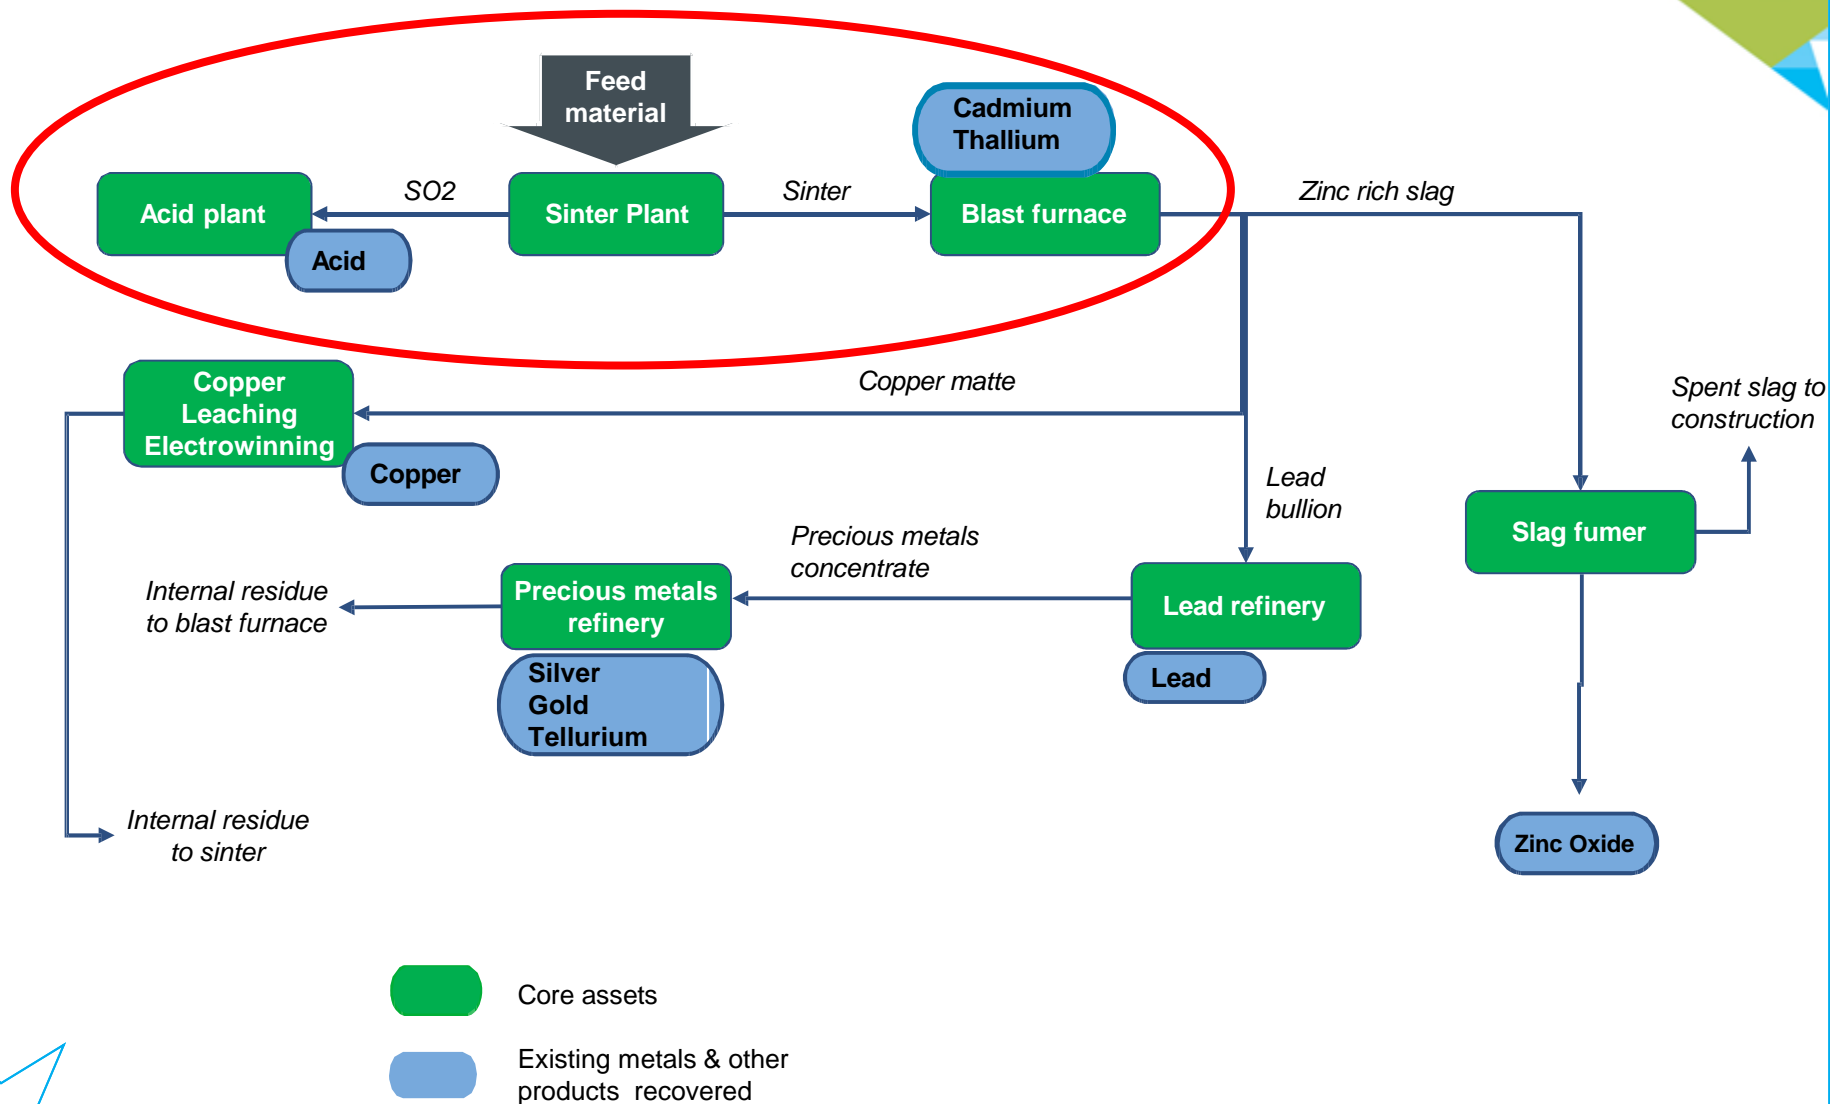 Feed
material
Cadmium
Thallium
SO2
Sinter
Zinc rich slag
Acid plant
Sinter Plant
Blast furnace
Acid
Copper
Leaching
Electrowinning
Copper matte
Spent slag to
construction
Copper
Lead
bullion
Slag fumer
Precious metals
concentrate
Internal residue
to blast furnace
Precious metals
refinery
Lead refinery
Silver
Gold
Tellurium
Lead
Internal residue
to sinter
Zinc Oxide
Core assets
Existing metals & other
products recovered